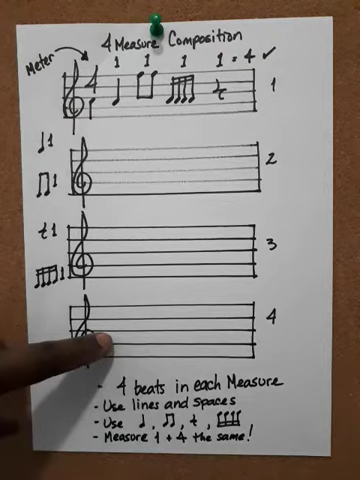 4 Measure Composition
Meter 1 1 1 1 = 4 ✓
4
4
1
♩1
2
♫1
𝄽1
3
1
4
- 4 beats in each Measure
- Use lines and spaces
- Use ♩, ♫, 𝄽,
- Measure 1 + 4 the same!